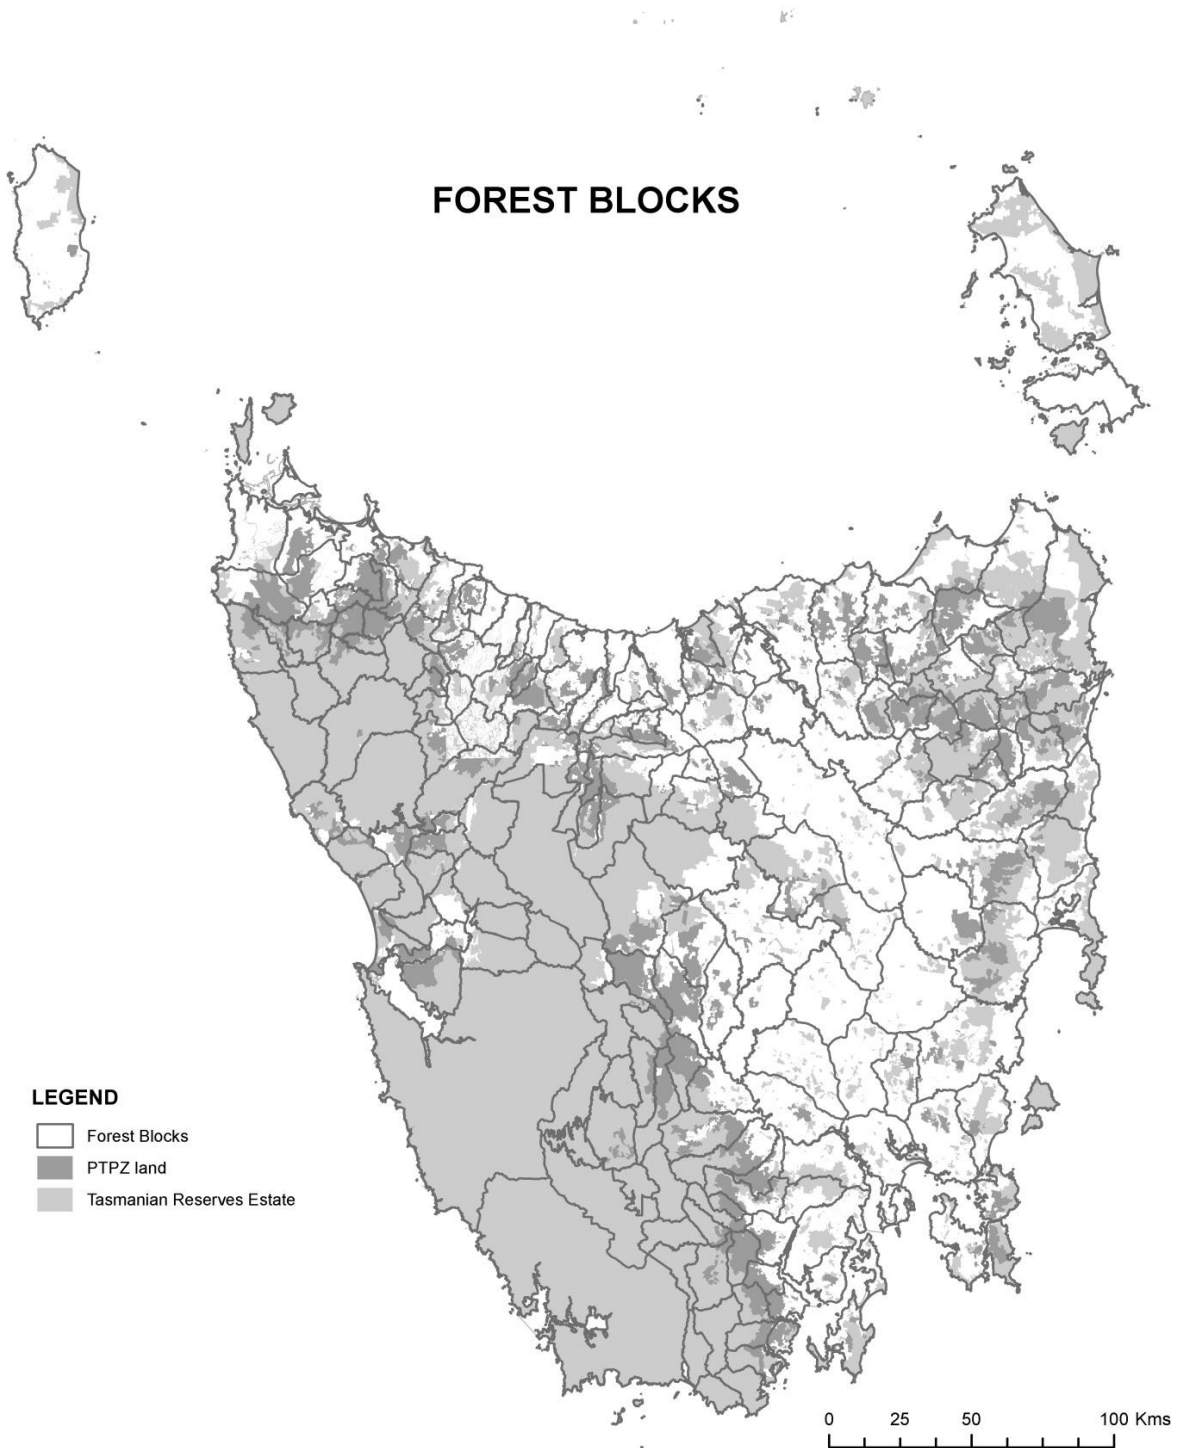 FOREST BLOCKS
LEGEND
Forest Blocks
PTPZ land
Tasmanian Reserves Estate
0 25 50 100 Kms